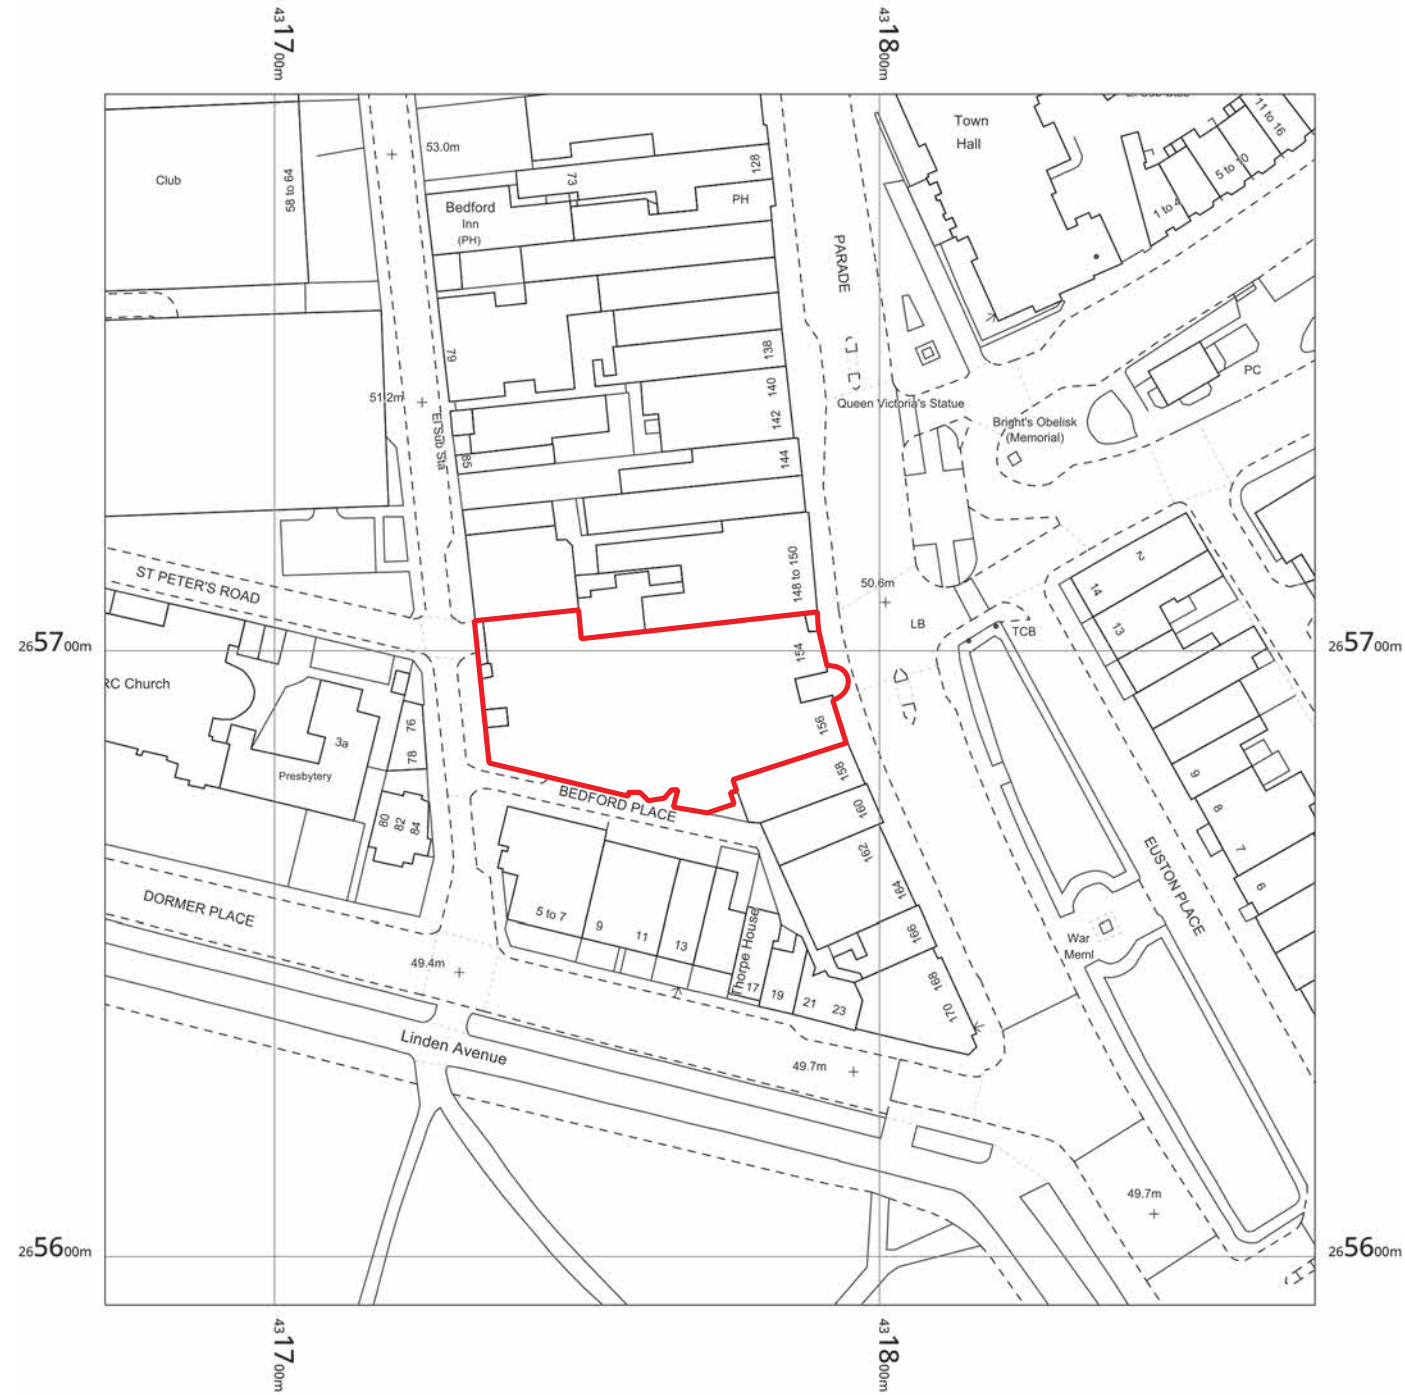 4317 00m
4318 00m
Club
58 to 64
53.0m
73
128
Bedford
Inn
(PH)
PH
Town
Hall
11 to 16
5 to 10
1 to 4
PARADE
79
138
140
142
144
51.2m
El Sub Sta
85
Queen Victoria's Statue
Bright's Obelisk
(Memorial)
PC
148 to 150
50.6m
ST PETER'S ROAD
LB
TCB
2
14
13
2657 00m
2657 00m
154
156
RC Church
3a
Presbytery
76
78
80
82
84
BEDFORD PLACE
158
160
162
164
166
168
170
9
8
7
6
EUSTON PLACE
DORMER PLACE
5 to 7
9
11
13
Thorpe House
17
19
21
23
War
Meml
49.4m
Linden Avenue
49.7m
49.7m
2656 00m
2656 00m
4317 00m
4318 00m